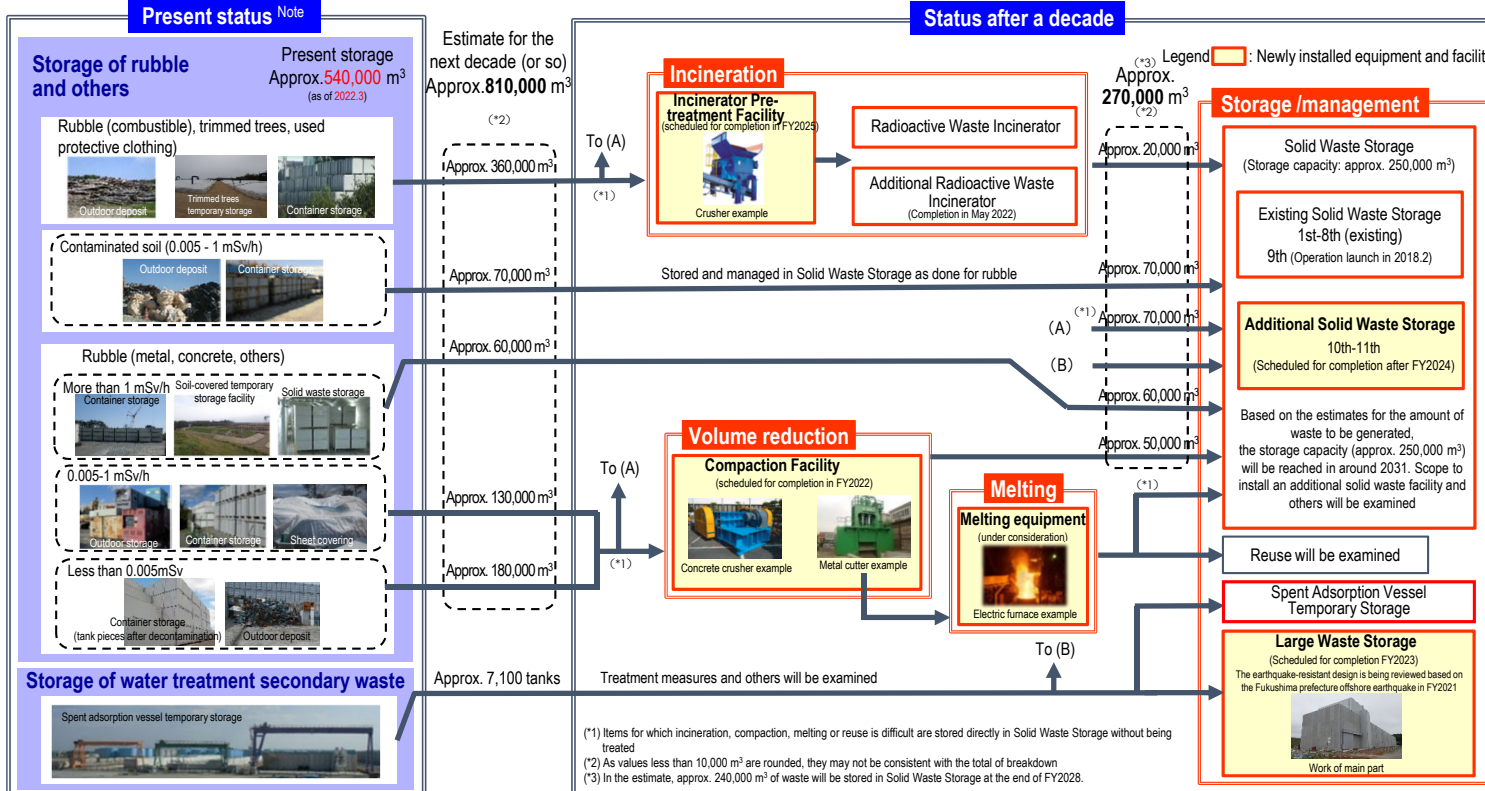 Present status Note
Storage of rubble
and others
Present storage
Approx.540,000 m³
(as of 2022.3)
Rubble (combustible), trimmed trees, used
protective clothing)
Outdoor deposit
Trimmed trees
temporary storage
Container storage
Contaminated soil (0.005 - 1 mSv/h)
Outdoor deposit
Container storage
Rubble (metal, concrete, others)
More than 1 mSv/h
Container storage
Soil-covered temporary
storage facility
Solid waste storage
0.005-1 mSv/h
Outdoor storage
Container storage
Sheet covering
Less than 0.005mSv
Container storage
(tank pieces after decontamination)
Outdoor deposit
Storage of water treatment secondary waste
Spent adsorption vessel temporary storage
Estimate for the
next decade (or so)
Approx.810,000 m³
(*2)
Approx. 360,000 m³
Approx. 70,000 m³
Approx. 60,000 m³
Approx. 130,000 m³
Approx. 180,000 m³
Approx. 7,100 tanks
Status after a decade
Legend
: Newly installed equipment and facilit
To (A)
(*1)
Incineration
Incinerator Pre-
treatment Facility
(scheduled for completion in FY2025)
Crusher example
Radioactive Waste Incinerator
Additional Radioactive Waste
Incinerator
(Completion in May 2022)
Stored and managed in Solid Waste Storage as done for rubble
To (A)
(*1)
Volume reduction
Compaction Facility
(scheduled for completion in FY2022)
Concrete crusher example
Metal cutter example
Melting
Melting equipment
(under consideration)
Electric furnace example
Treatment measures and others will be examined
To (B)
(*3)
Approx.
270,000 m³
(*2)
Approx. 20,000 m³
Approx. 70,000 m³
(A)
(*1)
Approx. 70,000 m³
(B)
Approx. 60,000 m³
Approx. 50,000 m³
(*1)
Storage /management
Solid Waste Storage
(Storage capacity: approx. 250,000 m³)
Existing Solid Waste Storage
1st-8th (existing)
9th (Operation launch in 2018.2)
Additional Solid Waste Storage
10th-11th
(Scheduled for completion after FY2024)
Based on the estimates for the amount of
waste to be generated,
the storage capacity (approx. 250,000 m³)
will be reached in around 2031. Scope to
install an additional solid waste facility and
others will be examined
Reuse will be examined
Spent Adsorption Vessel
Temporary Storage
Large Waste Storage
(Scheduled for completion FY2023)
The earthquake-resistant design is being reviewed based on
the Fukushima prefecture offshore earthquake in FY2021
Work of main part
(*1) Items for which incineration, compaction, melting or reuse is difficult are stored directly in Solid Waste Storage without being
treated
(*2) As values less than 10,000 m³ are rounded, they may not be consistent with the total of breakdown
(*3) In the estimate, approx. 240,000 m³ of waste will be stored in Solid Waste Storage at the end of FY2028.